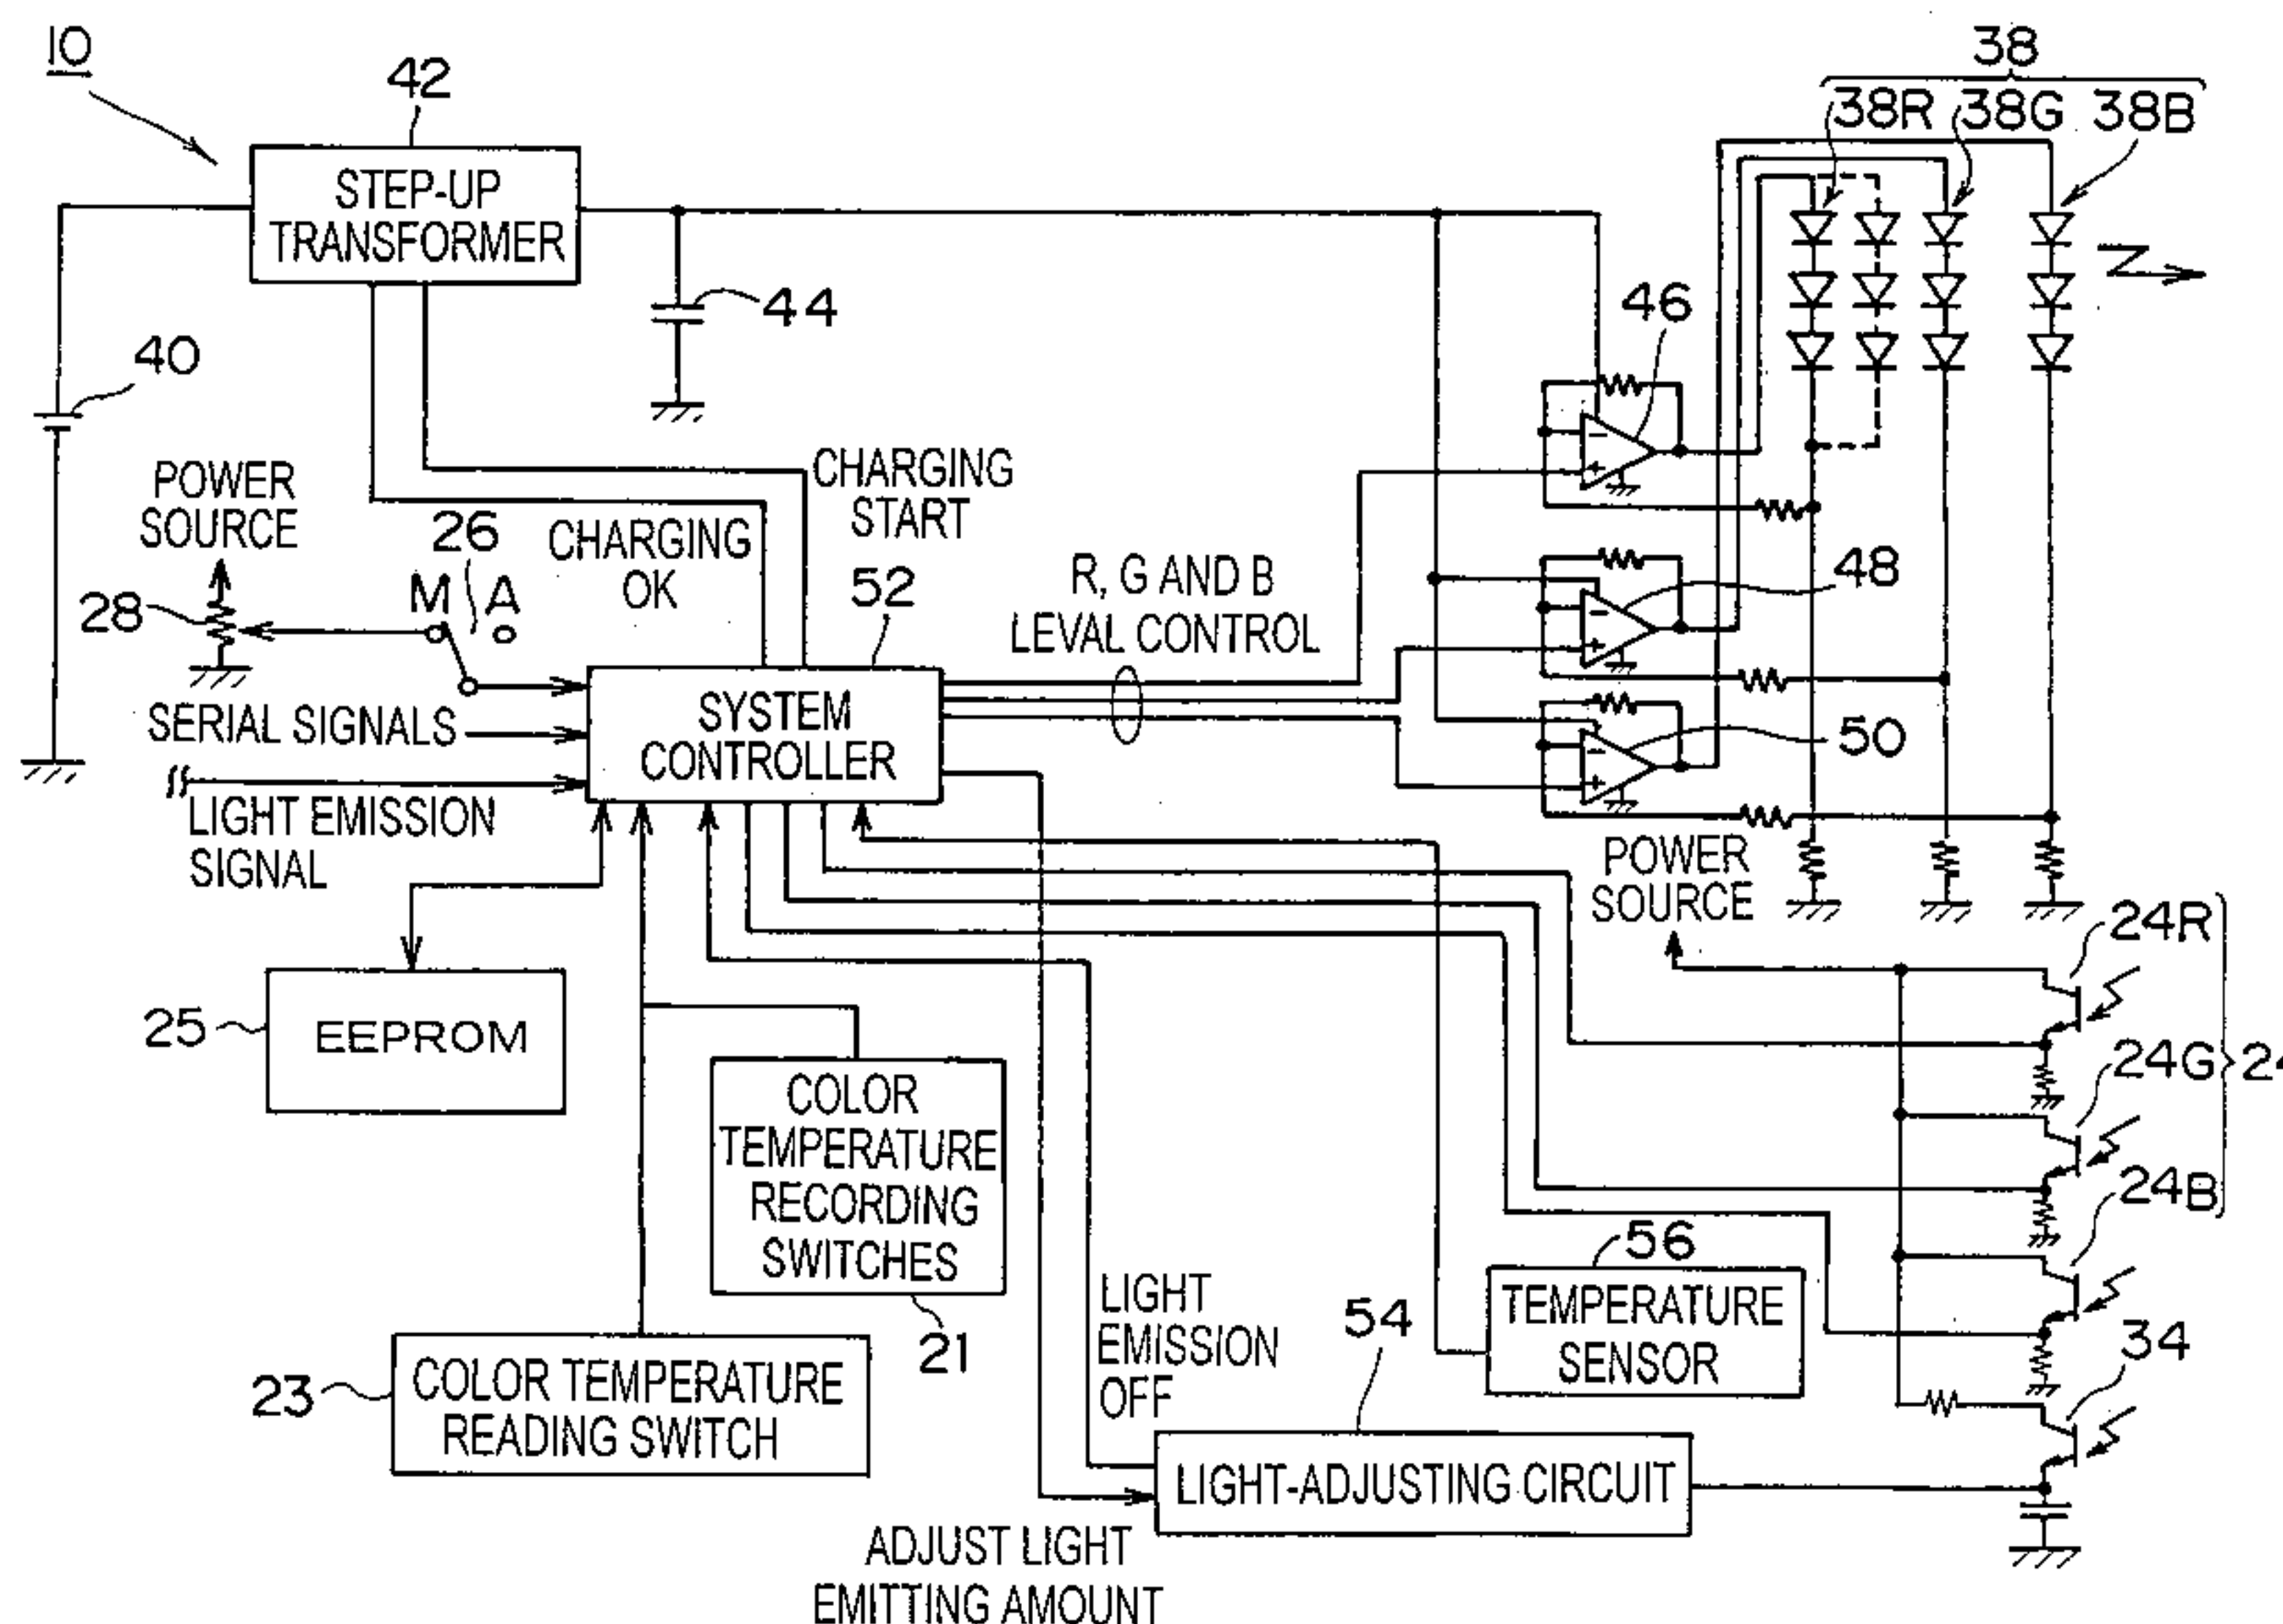 10
42
38
38R 38G 38B
STEP-UP
TRANSFORMER
44
46
40
POWER
SOURCE
26
CHARGING
OK
CHARGING
START
28
M A
52
R, G AND B
LEVAL CONTROL
48
SYSTEM
CONTROLLER
SERIAL SIGNALS
50
LIGHT EMISSION
SIGNAL
POWER
SOURCE
24R
25
EEPROM
24G
24
COLOR
TEMPERATURE
RECORDING
SWITCHES
21
24B
56
TEMPERATURE
SENSOR
LIGHT
EMISSION
OFF
54
34
23
COLOR TEMPERATURE
READING SWITCH
LIGHT-ADJUSTING CIRCUIT
ADJUST LIGHT
EMITTING AMOUNT